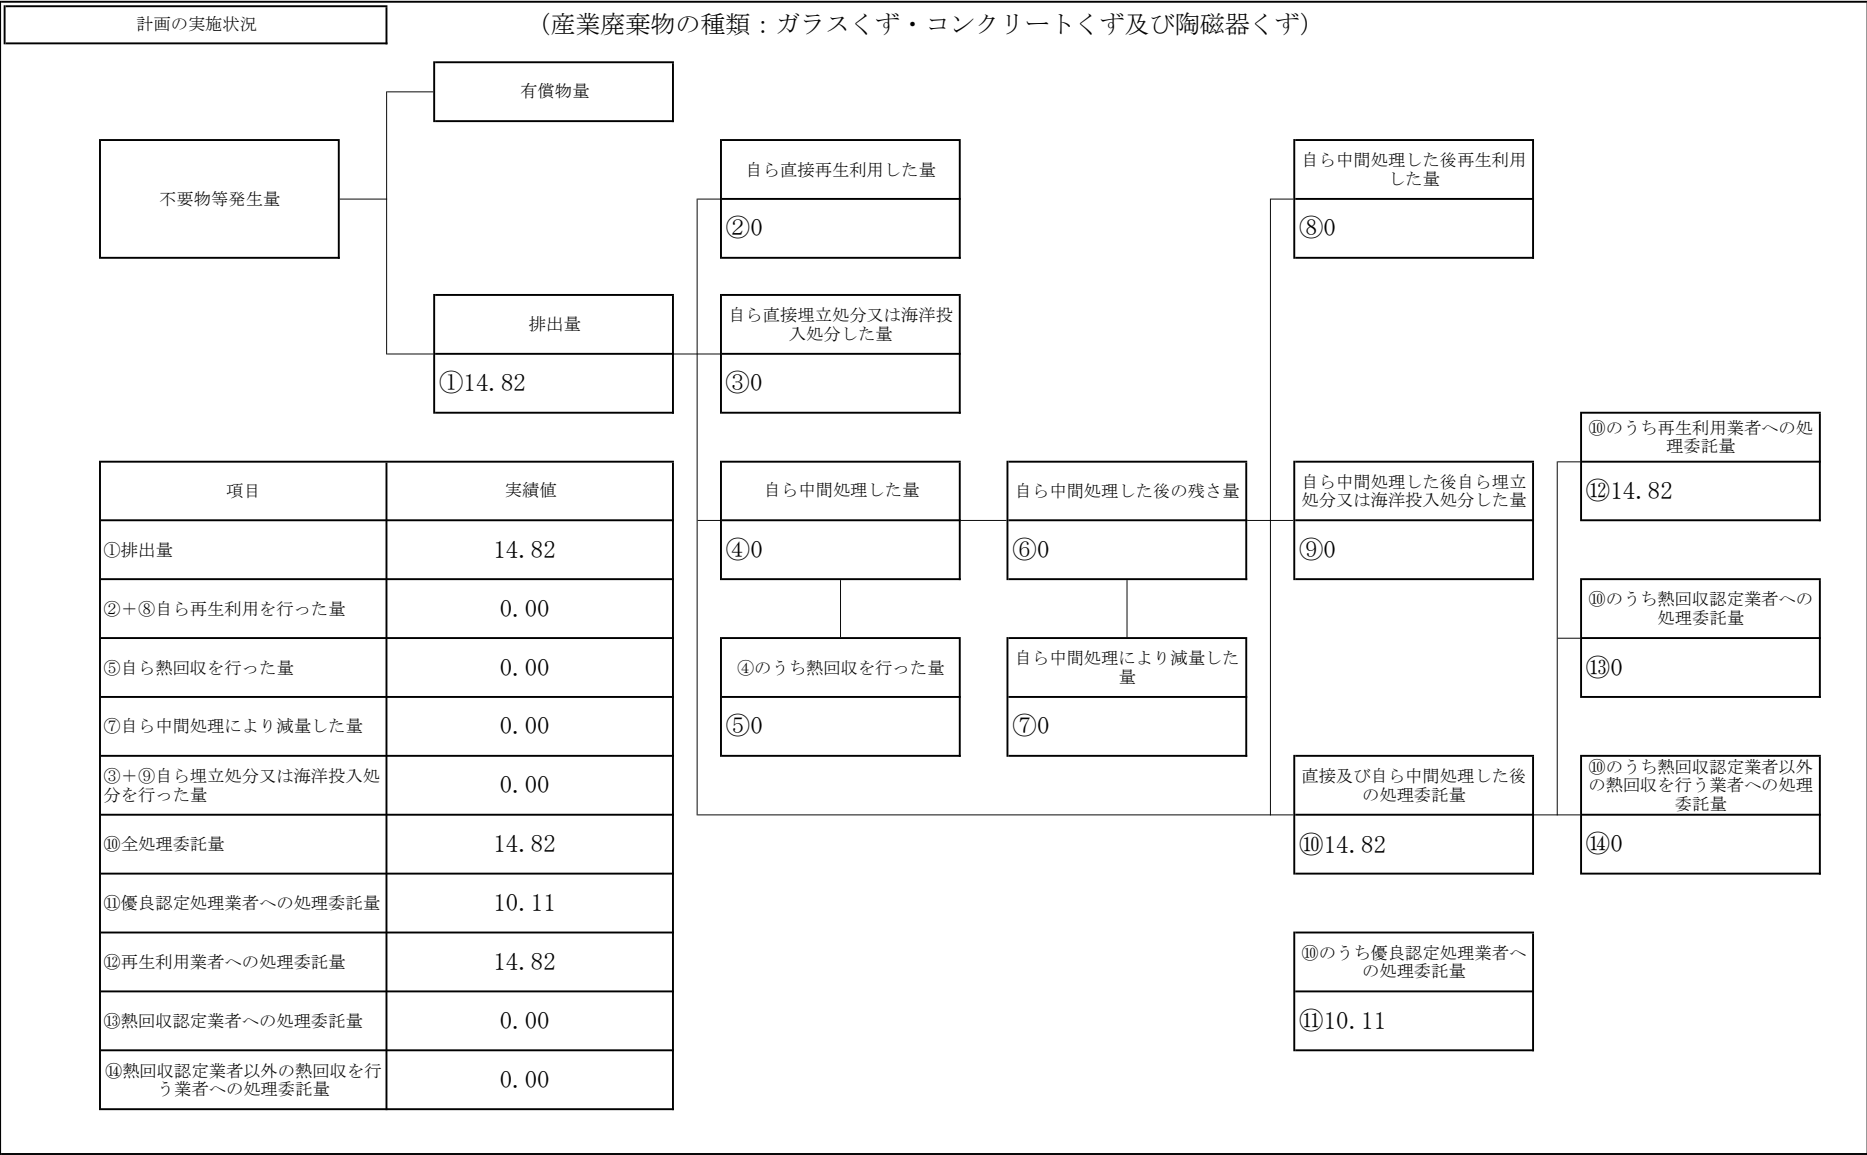 計画の実施状況
（産業廃棄物の種類：ガラスくず・コンクリートくず及び陶磁器くず）
有償物量
不要物等発生量
自ら直接再生利用した量
②0
自ら中間処理した後再生利用
した量
⑧0
排出量
①14.82
自ら直接埋立処分又は海洋投
入処分した量
③0
⑩のうち再生利用業者への処
理委託量
⑫14.82
自ら中間処理した量
④0
自ら中間処理した後の残さ量
⑥0
自ら中間処理した後自ら埋立
処分又は海洋投入処分した量
⑨0
⑩のうち熱回収認定業者への
処理委託量
⑬0
④のうち熱回収を行った量
⑤0
自ら中間処理により減量した
量
⑦0
直接及び自ら中間処理した後
の処理委託量
⑩14.82
⑩のうち熱回収認定業者以外
の熱回収を行う業者への処理
委託量
⑭0
⑩のうち優良認定処理業者へ
の処理委託量
⑪10.11
項目 実績値
①排出量 14.82
②＋⑧自ら再生利用を行った量 0.00
⑤自ら熱回収を行った量 0.00
⑦自ら中間処理により減量した量 0.00
③＋⑨自ら埋立処分又は海洋投入処
分を行った量 0.00
⑩全処理委託量 14.82
⑪優良認定処理業者への処理委託量 10.11
⑫再生利用業者への処理委託量 14.82
⑬熱回収認定業者への処理委託量 0.00
⑭熱回収認定業者以外の熱回収を行
う業者への処理委託量 0.00